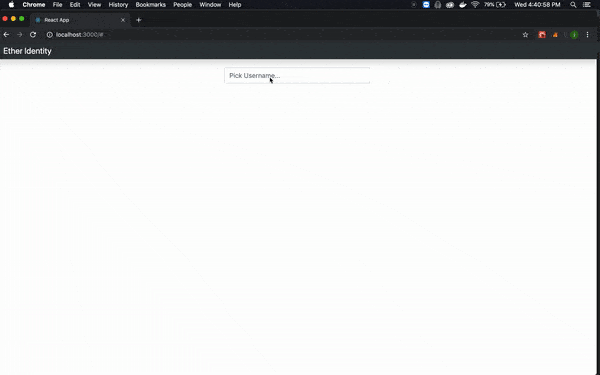 Chrome File Edit View History Bookmarks People Window Help 79% Wed 4:40:58 PM
React App
localhost:3000/#
Ether Identity
Pick Username...